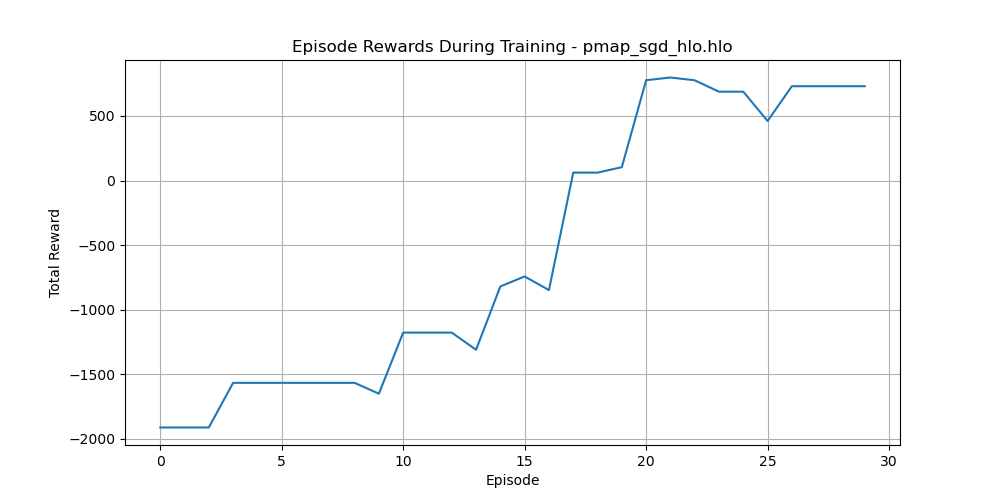 Episode Rewards During Training - pmap_sgd_hlo.hlo
Total Reward
500
0
−500
−1000
−1500
−2000
0 5 10 15 20 25 30
Episode